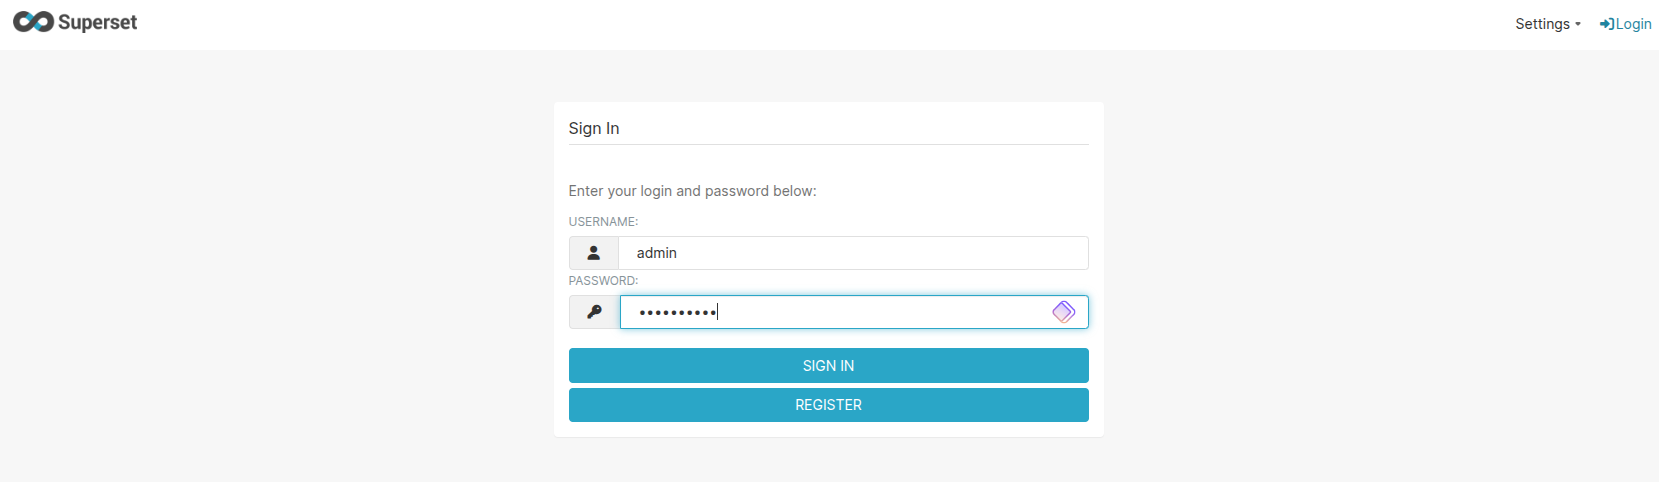 Superset
Settings Login
Sign In
Enter your login and password below:
USERNAME:
admin
PASSWORD:
••••••••••
SIGN IN
REGISTER